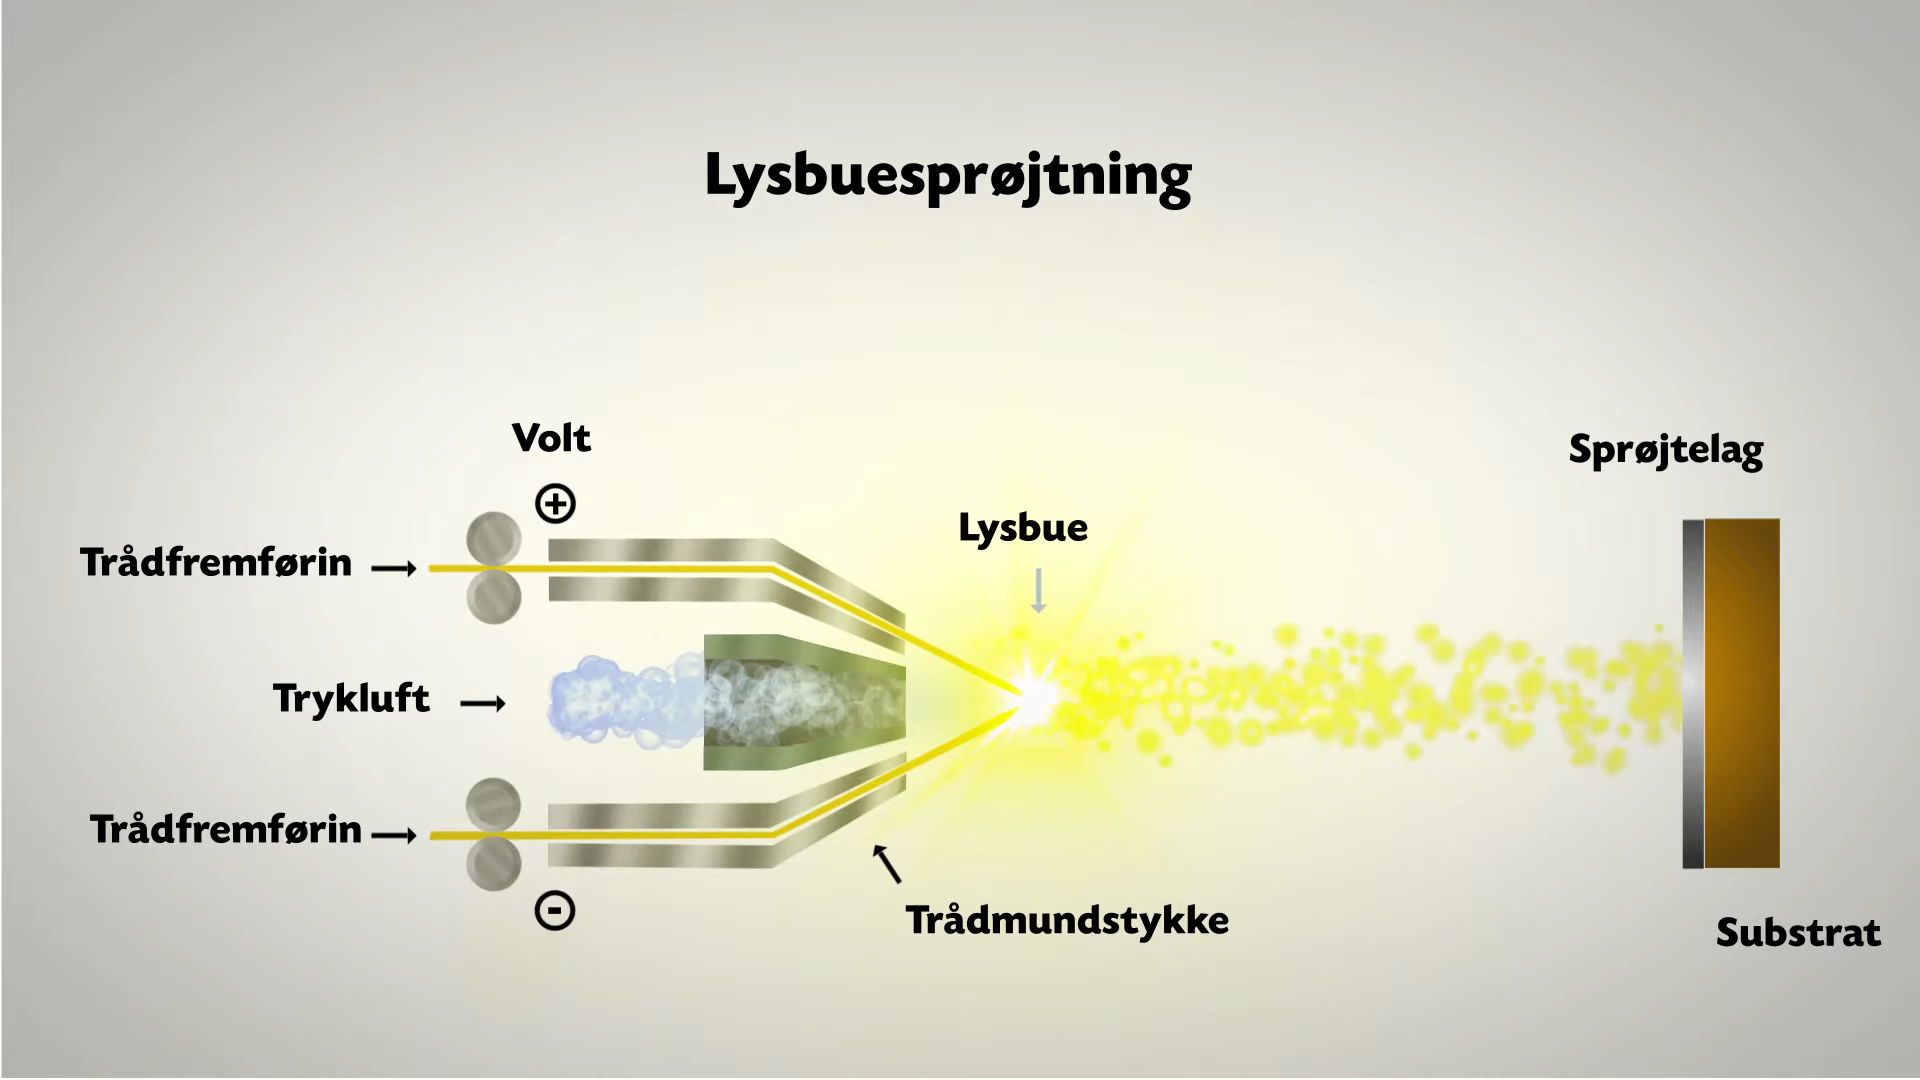 Lysbuesprøjtning
Volt
+
Sprøjtelag
Lysbue
Trådfremførin
Trykluft
Trådfremførin
-
Trådmundstykke
Substrat